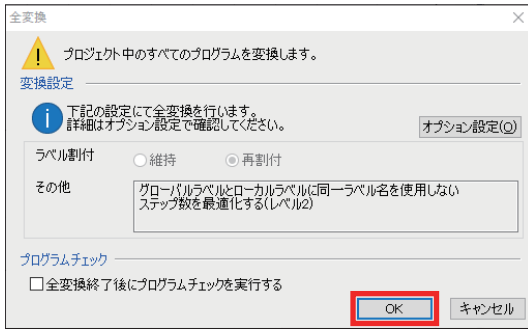 全変換
プロジェクト中のすべてのプログラムを変換します。
変換設定
下記の設定にて全変換を行います。
詳細はオプション設定で確認してください。
オプション設定(O)
ラベル割付
維持
再割付
その他
グローバルラベルとローカルラベルに同一ラベル名を使用しない
ステップ数を最適化する(レベル2)
プログラムチェック
全変換終了後にプログラムチェックを実行する
OK
キャンセル